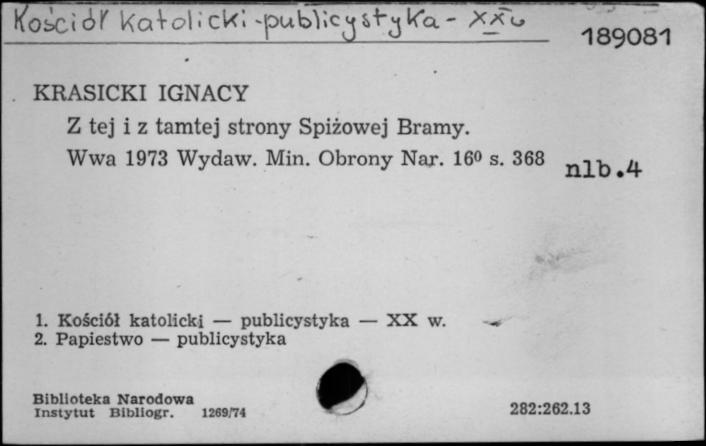 Kościół katolicki - publicystyka - XX w
189081
KRASICKI IGNACY
Z tej i z tamtej strony Spiżowej Bramy.
Wwa 1973 Wydaw. Min. Obrony Nar. 16⁰ s. 368 nlb.4
1. Kościół katolicki — publicystyka — XX w.
2. Papiestwo — publicystyka
Biblioteka Narodowa
Instytut Bibliogr. 1269/74
282:262.13